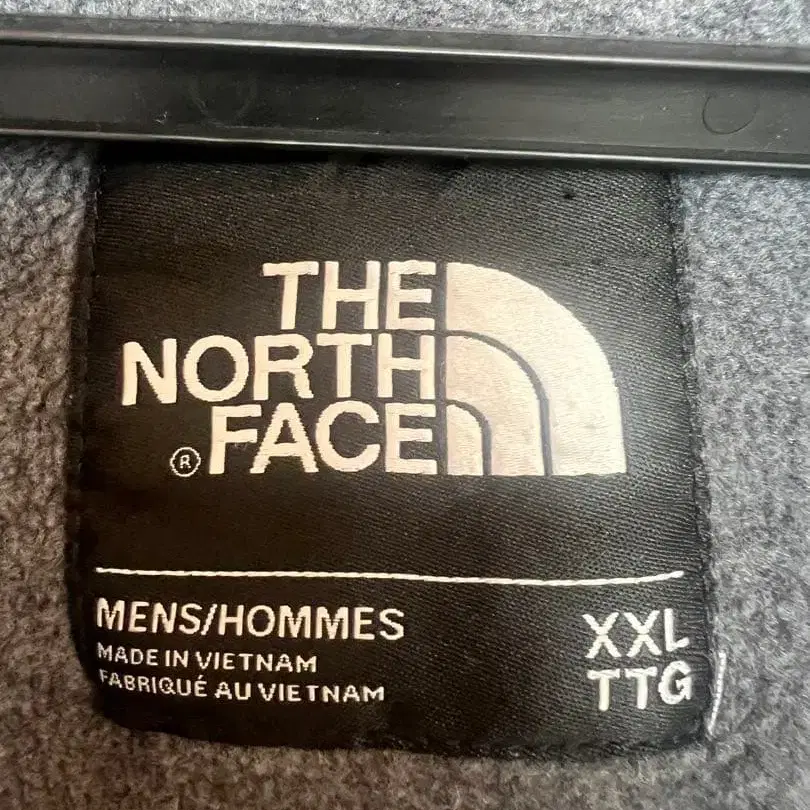 THE
NORTH
® FACE
MENS/HOMMES
MADE IN VIETNAM
FABRIQUÉ AU VIETNAM
XXL
TTG